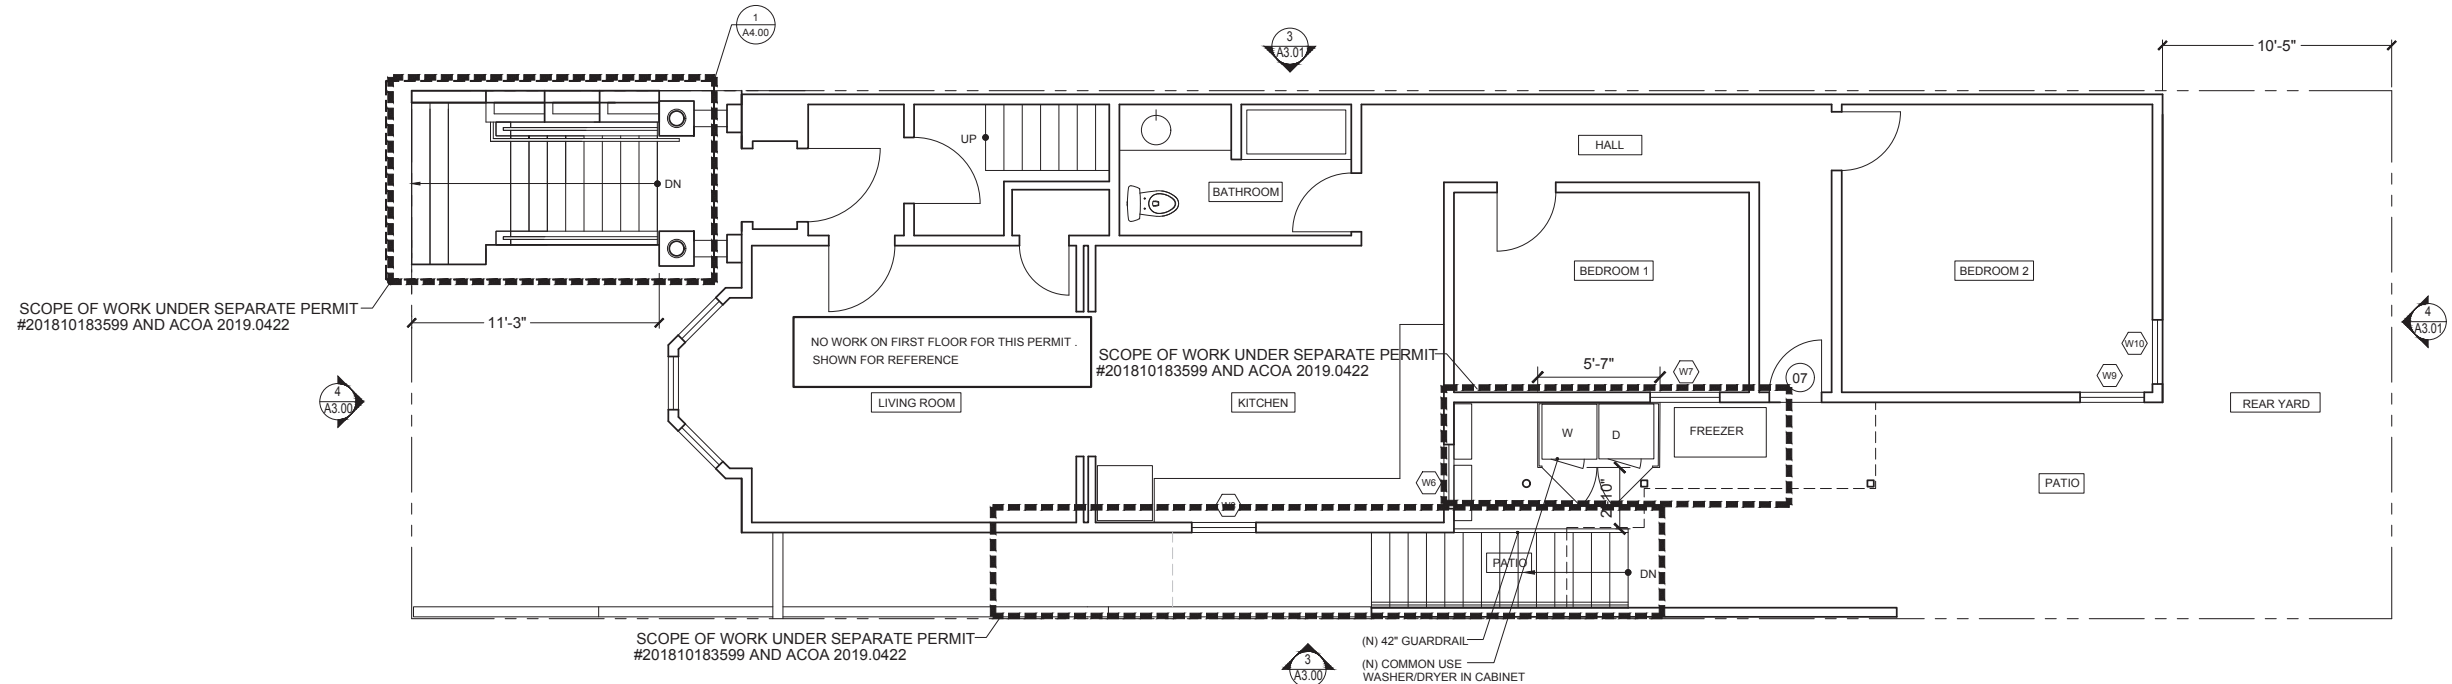 1
A4.00
3
A3.01
10'-5"
UP
HALL
DN
BATHROOM
BEDROOM 1
BEDROOM 2
SCOPE OF WORK UNDER SEPARATE PERMIT
#201810183599 AND ACOA 2019.0422
11'-3"
4
A3.01
NO WORK ON FIRST FLOOR FOR THIS PERMIT .
SHOWN FOR REFERENCE
W10
SCOPE OF WORK UNDER SEPARATE PERMIT
#201810183599 AND ACOA 2019.0422
5'-7"
W7
07
W9
4
A3.00
LIVING ROOM
KITCHEN
REAR YARD
W
D
FREEZER
W6
PATIO
PATIO
DN
SCOPE OF WORK UNDER SEPARATE PERMIT
#201810183599 AND ACOA 2019.0422
(N) 42" GUARDRAIL
3
A3.00
(N) COMMON USE
WASHER/DRYER IN CABINET